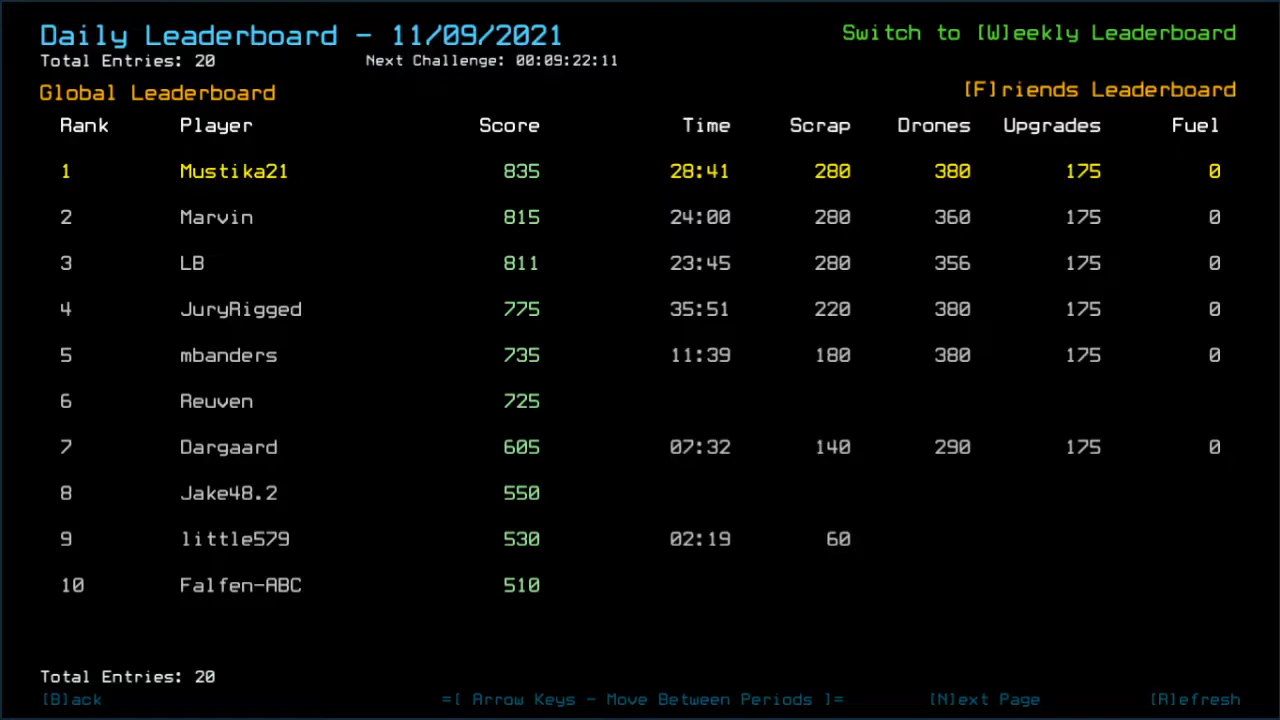 Daily Leaderboard - 11/09/2021 Switch to [W]eekly Leaderboard
Total Entries: 20 Next Challenge: 00:09:22:11
Global Leaderboard [F]riends Leaderboard
Rank Player Score Time Scrap Drones Upgrades Fuel
1 Mustika21 835 28:41 280 380 175 0
2 Marvin 815 24:00 280 360 175 0
3 LB 811 23:45 280 356 175 0
4 JuryRigged 775 35:51 220 380 175 0
5 mbanders 735 11:39 180 380 175 0
6 Reuven 725
7 Dargaard 605 07:32 140 290 175 0
8 Jake48.2 550
9 little579 530 02:19 60
10 Falfen-ABC 510
Total Entries: 20
[B]ack =[ Arrow Keys - Move Between Periods ]= [N]ext Page [R]efresh